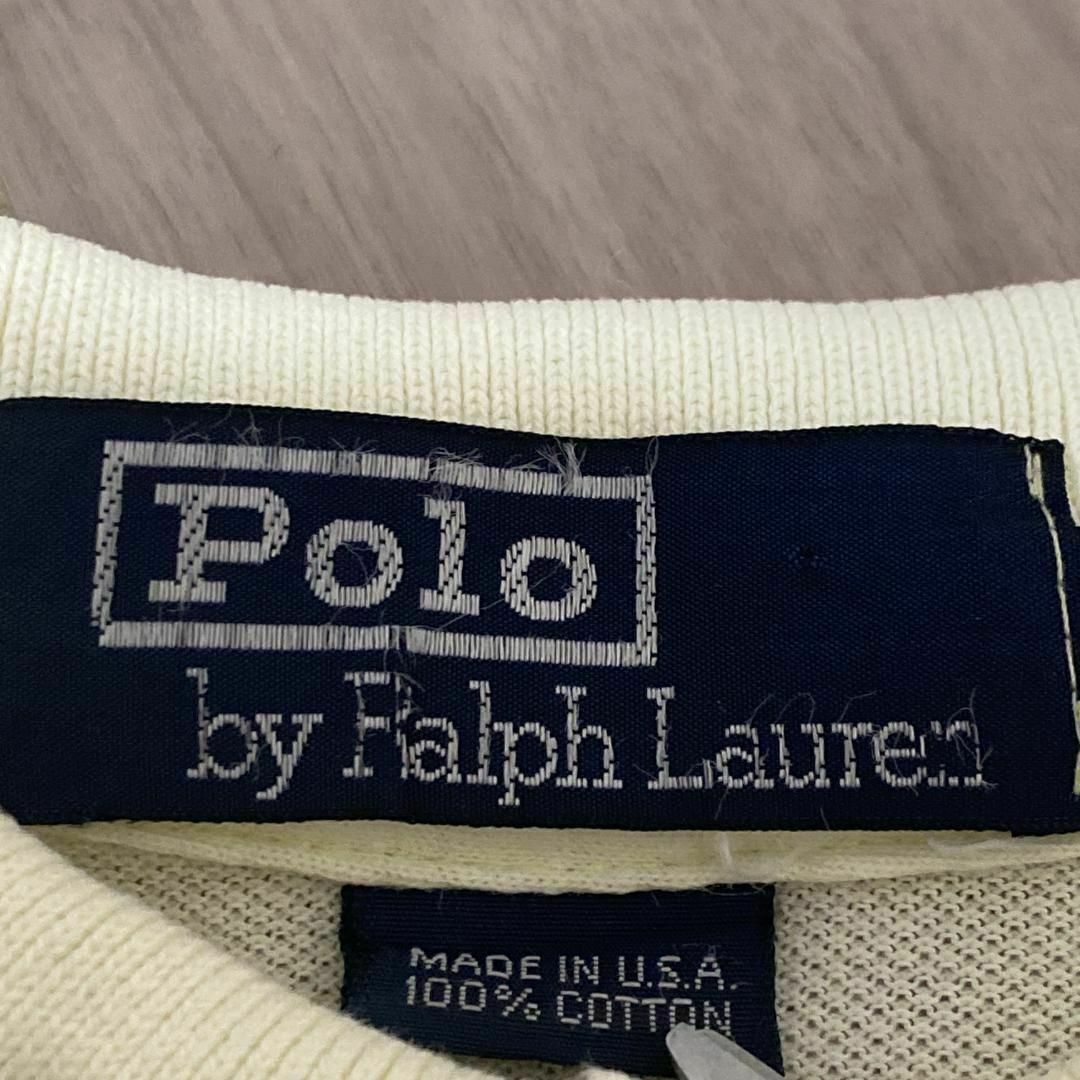 Polo
by Ralph Lauren
MADE IN U.S.A.
100% COTTON